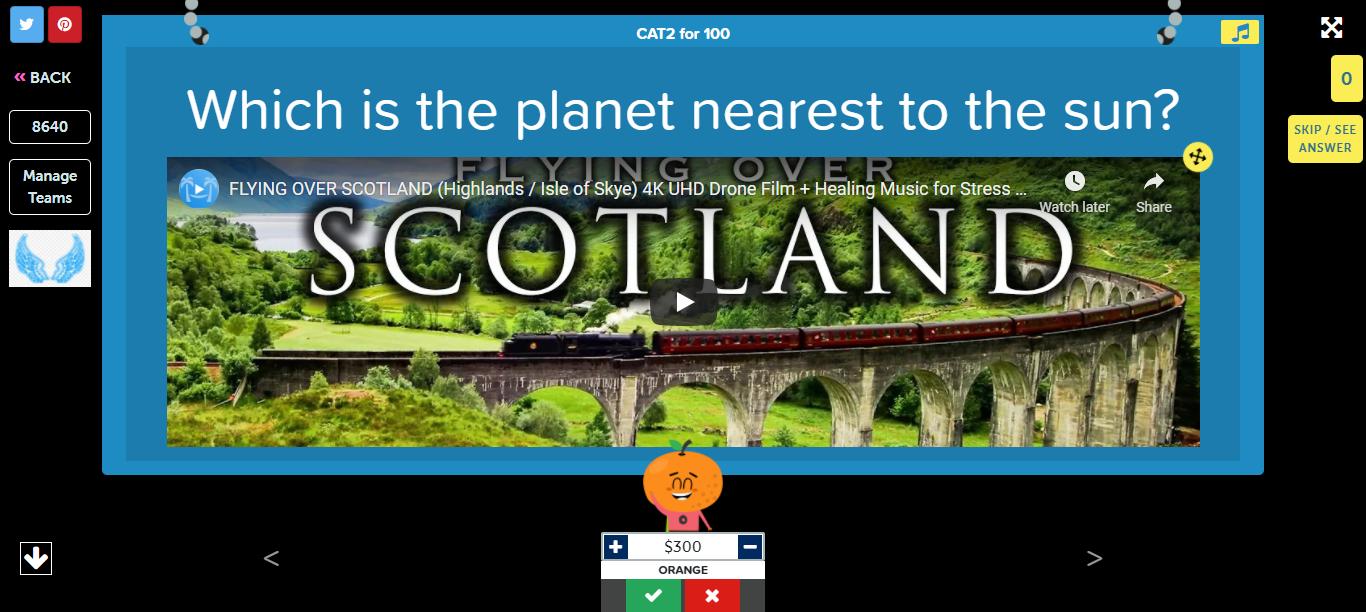 CAT2 for 100
« BACK
0
Which is the planet nearest to the sun?
8640
SKIP / SEE
ANSWER
Manage
Teams
FLYING OVER
FLYING OVER SCOTLAND (Highlands / Isle of Skye) 4K UHD Drone Film + Healing Music for Stress ...
Watch later
Share
SCOTLAND
<
>
$300
ORANGE